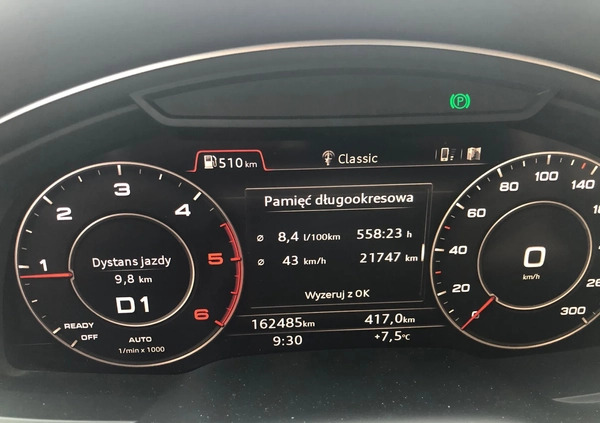 (P)
510 km
Classic
Pamięć długookresowa
ø 8,4 l/100km 558:23 h
ø 43 km/h 21747 km
Wyzeruj z OK
162485km 417,0km
9:30 +7,5°C
1 2 3 4 5 6
Dystans jazdy
9,8 km
D1
READY
OFF
AUTO
1/min x 1000
0 20 40 60 80 100 120 140
0
km/h
300